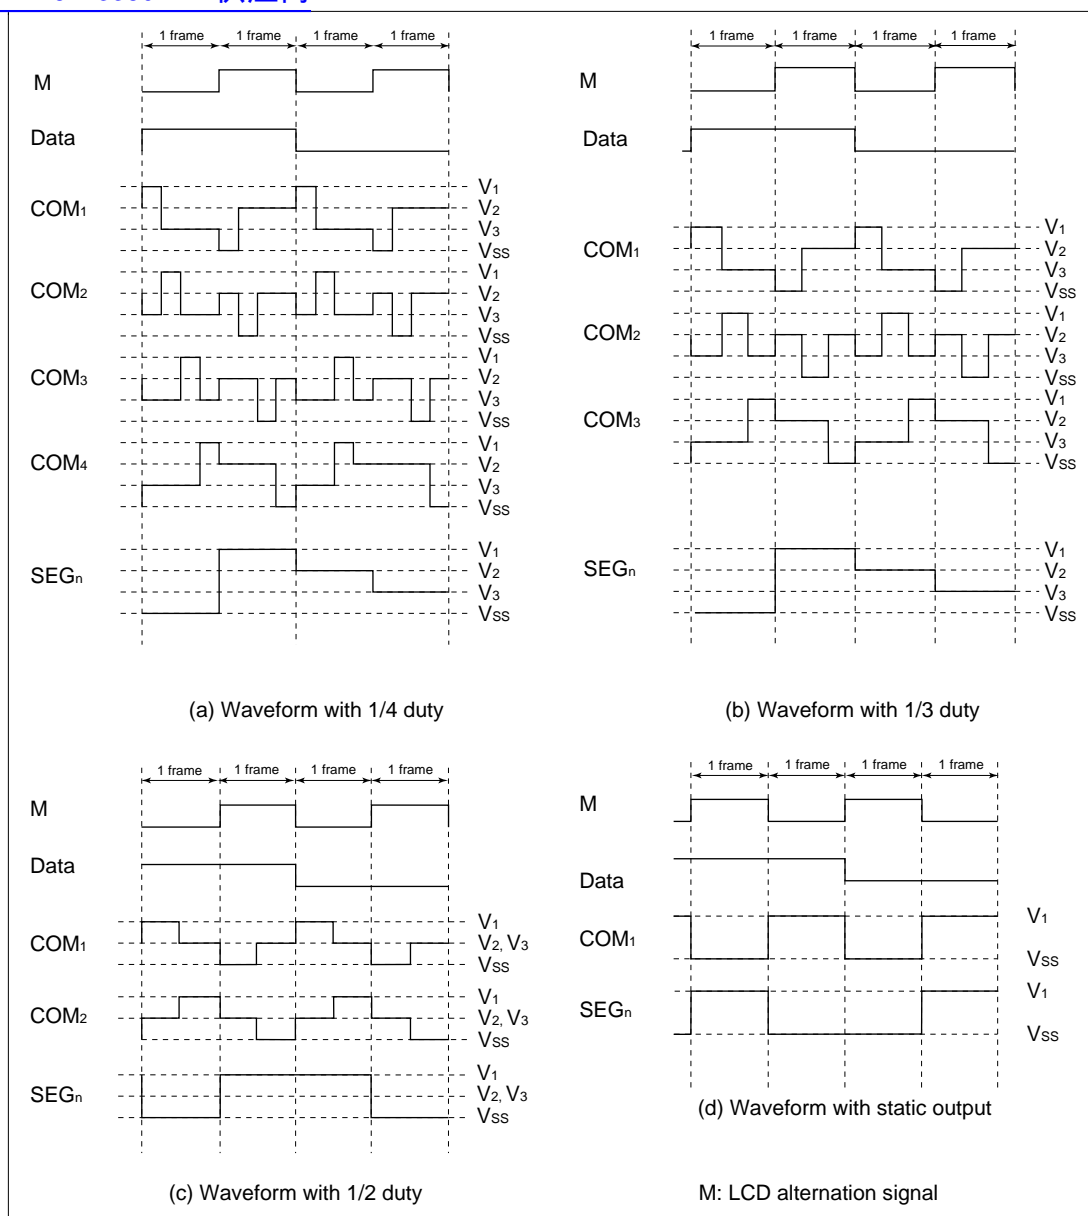 1 frame 1 frame 1 frame 1 frame
M
Data
COM1
V1
V2
V3
VSS
COM2
V1
V2
V3
VSS
COM3
V1
V2
V3
VSS
COM4
V1
V2
V3
VSS
SEGn
V1
V2
V3
VSS
(a) Waveform with 1/4 duty
1 frame 1 frame 1 frame 1 frame
M
Data
COM1
V1
V2
V3
VSS
COM2
V1
V2
V3
VSS
COM3
V1
V2
V3
VSS
SEGn
V1
V2
V3
VSS
(b) Waveform with 1/3 duty
1 frame 1 frame 1 frame 1 frame
M
Data
COM1
V1
V2, V3
VSS
COM2
V1
V2, V3
VSS
SEGn
V1
V2, V3
VSS
(c) Waveform with 1/2 duty
1 frame 1 frame 1 frame 1 frame
M
Data
COM1
V1
VSS
SEGn
V1
VSS
(d) Waveform with static output
M: LCD alternation signal